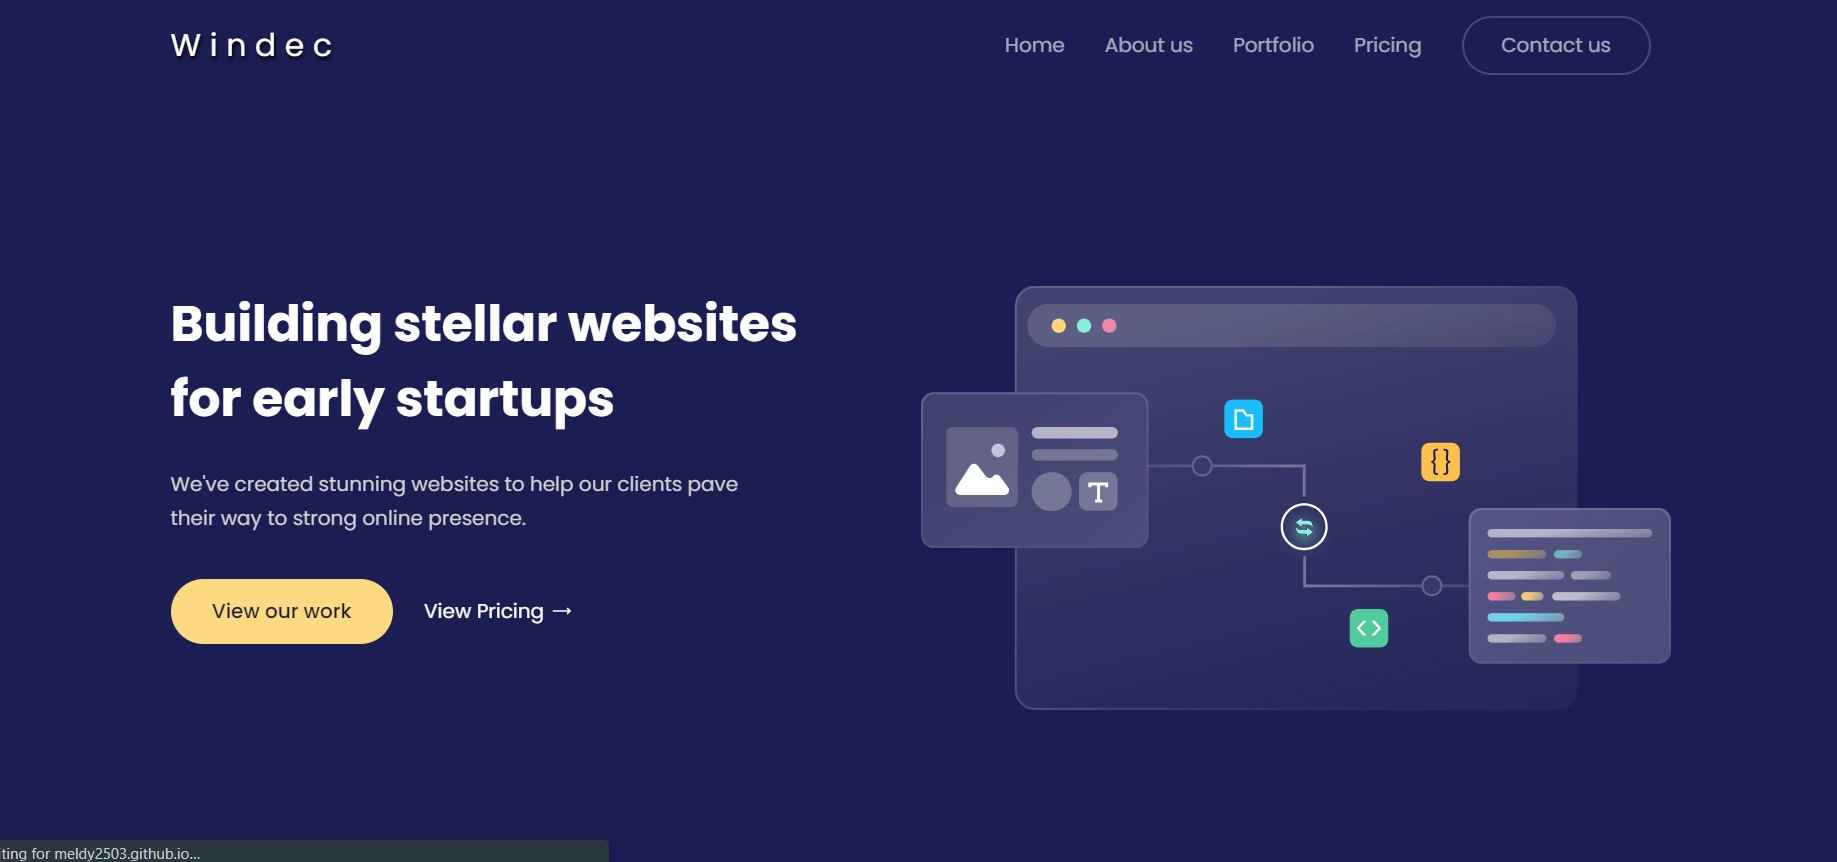 Windec
Home About us Portfolio Pricing Contact us
Building stellar websites
for early startups
We've created stunning websites to help our clients pave
their way to strong online presence.
View our work View Pricing →
T
{}
<>
ting for meldy2503.github.io...